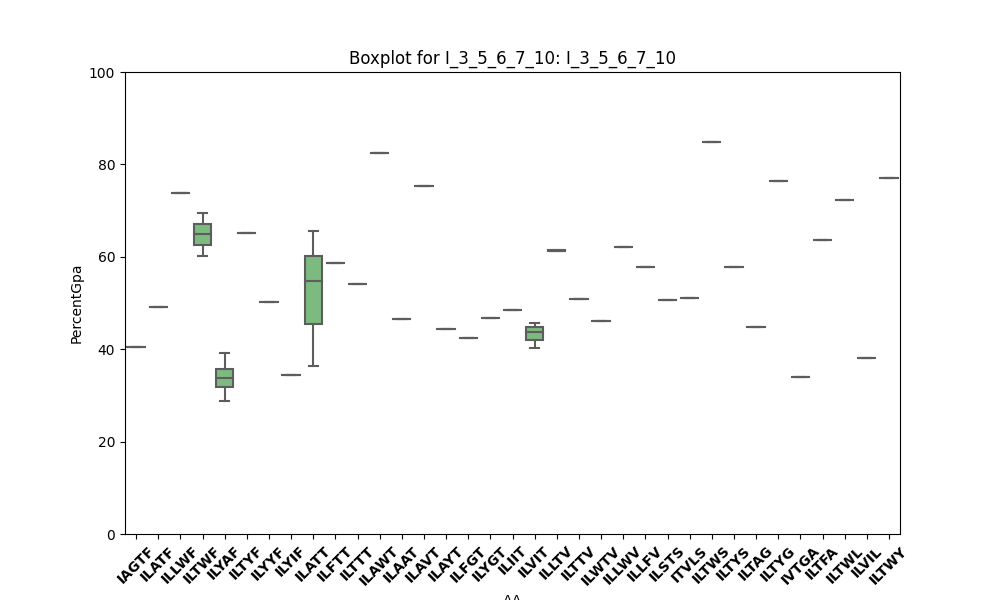 Boxplot for I_3_5_6_7_10: I_3_5_6_7_10
100
80
60
40
20
0
PercentGpa
IAGTF
ILATF
ILLWF
ILTWF
ILYAF
ILTYF
ILYYF
ILYIF
ILATT
ILFTT
ILTTT
ILAWT
ILAAT
ILAVT
ILAYT
ILFGT
ILYGT
ILIIT
ILVIT
ILLTV
ILTTV
ILWTV
ILLWV
ILLFV
ILSTS
ITVLS
ILTWS
ILTYS
ILTAG
ILTYG
IVTGA
ILTFA
ILTWL
ILVIL
ILTWY
AA